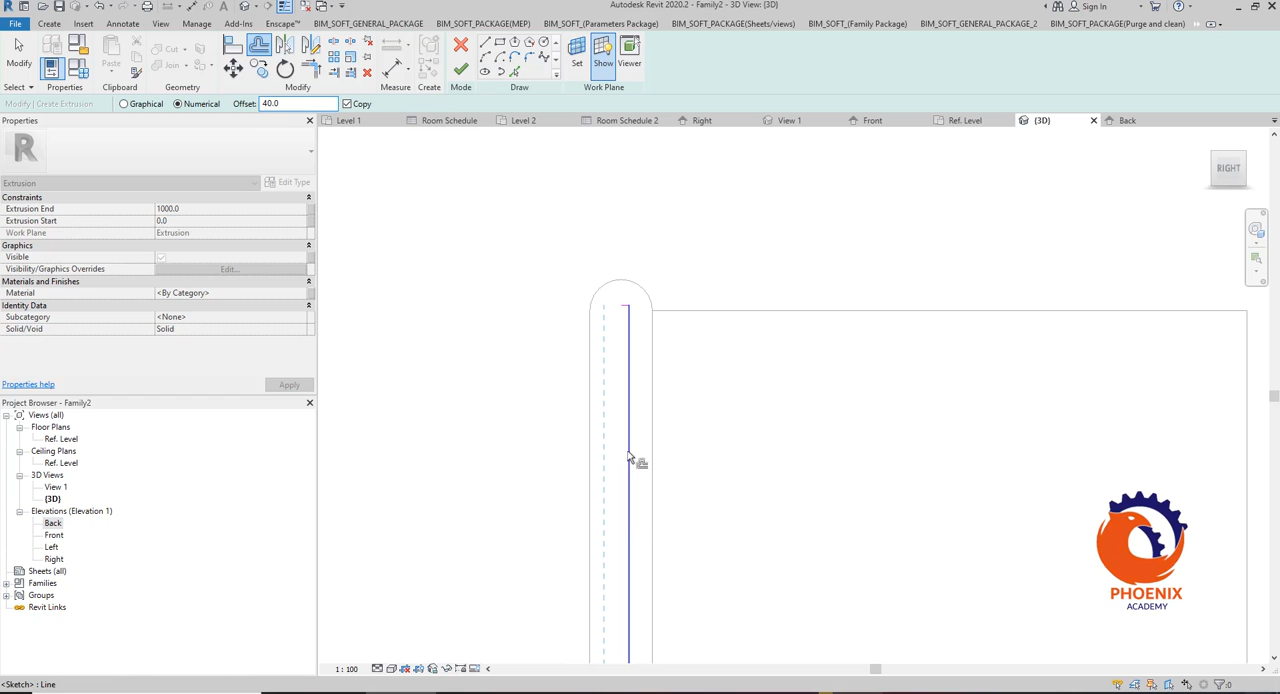 Autodesk Revit 2020.2 - Family2 - 3D View: {3D}
Sign In
File Create Insert Annotate View Manage Add-Ins Enscape™ BIM_SOFT_GENERAL_PACKAGE BIM_SOFT_PACKAGE(MEP) BIM_SOFT_(Parameters Package) BIM_SOFT_PACKAGE(Sheets/views) BIM_SOFT_(Family Package) BIM_SOFT_GENERAL_PACKAGE_2 BIM_SOFT_PACKAGE(Purge and clean)
Modify Paste Cut Join Set Show Viewer
Select Properties Clipboard Geometry Modify Measure Create Mode Draw Work Plane
Modify | Create Extrusion Graphical Numerical Offset: 40.0 Copy
Properties
Level 1 Room Schedule Level 2 Room Schedule 2 Right View 1 Front Ref. Level {3D} Back
Extrusion Edit Type
Constraints
Extrusion End 1000.0
Extrusion Start 0.0
Work Plane Extrusion
Graphics
Visible
Visibility/Graphics Overrides Edit...
Materials and Finishes
Material <By Category>
Identity Data
Subcategory <None>
Solid/Void Solid
Properties help Apply
Project Browser - Family2
Views (all)
Floor Plans
Ref. Level
Ceiling Plans
Ref. Level
3D Views
View 1
{3D}
Elevations (Elevation 1)
Back
Front
Left
Right
Sheets (all)
Families
Groups
Revit Links
RIGHT
PHOENIX
ACADEMY
1 : 100
<Sketch> : Line
:0